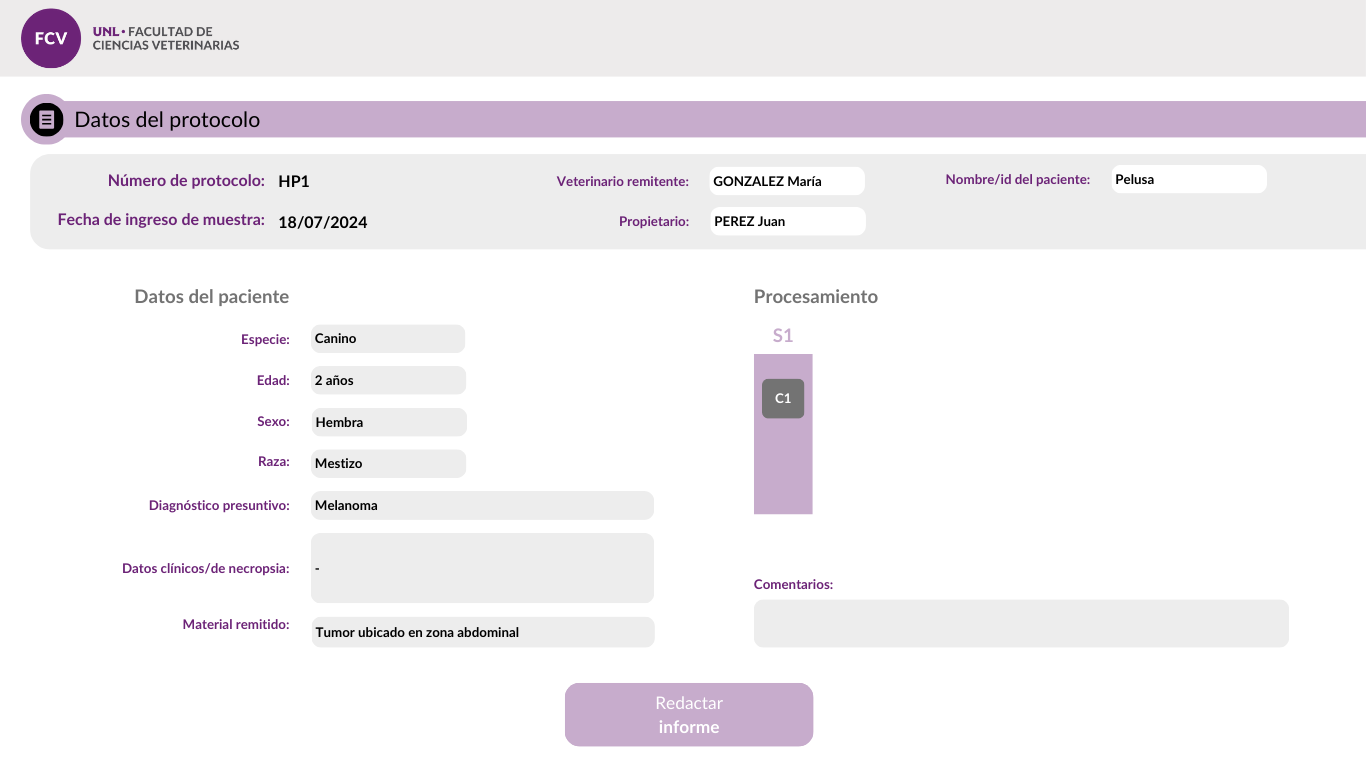 FCV
UNL • FACULTAD DE
CIENCIAS VETERINARIAS
Datos del protocolo
Número de protocolo: HP1
Veterinario remitente: GONZALEZ María
Nombre/id del paciente: Pelusa
Fecha de ingreso de muestra: 18/07/2024
Propietario: PEREZ Juan
Datos del paciente
Especie: Canino
Edad: 2 años
Sexo: Hembra
Raza: Mestizo
Diagnóstico presuntivo: Melanoma
Datos clínicos/de necropsia: -
Material remitido: Tumor ubicado en zona abdominal
Procesamiento
S1
C1
Comentarios:
Redactar
informe